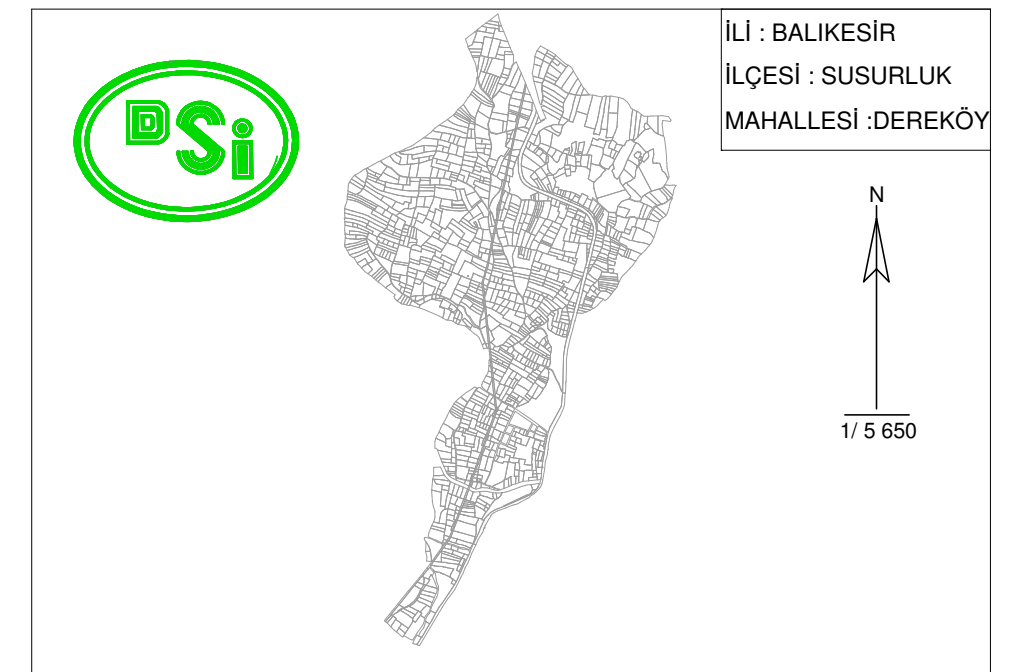 DSİ
İLİ : BALIKESİR
İLÇESİ : SUSURLUK
MAHALLESİ :DEREKÖY
N
1/ 5 650